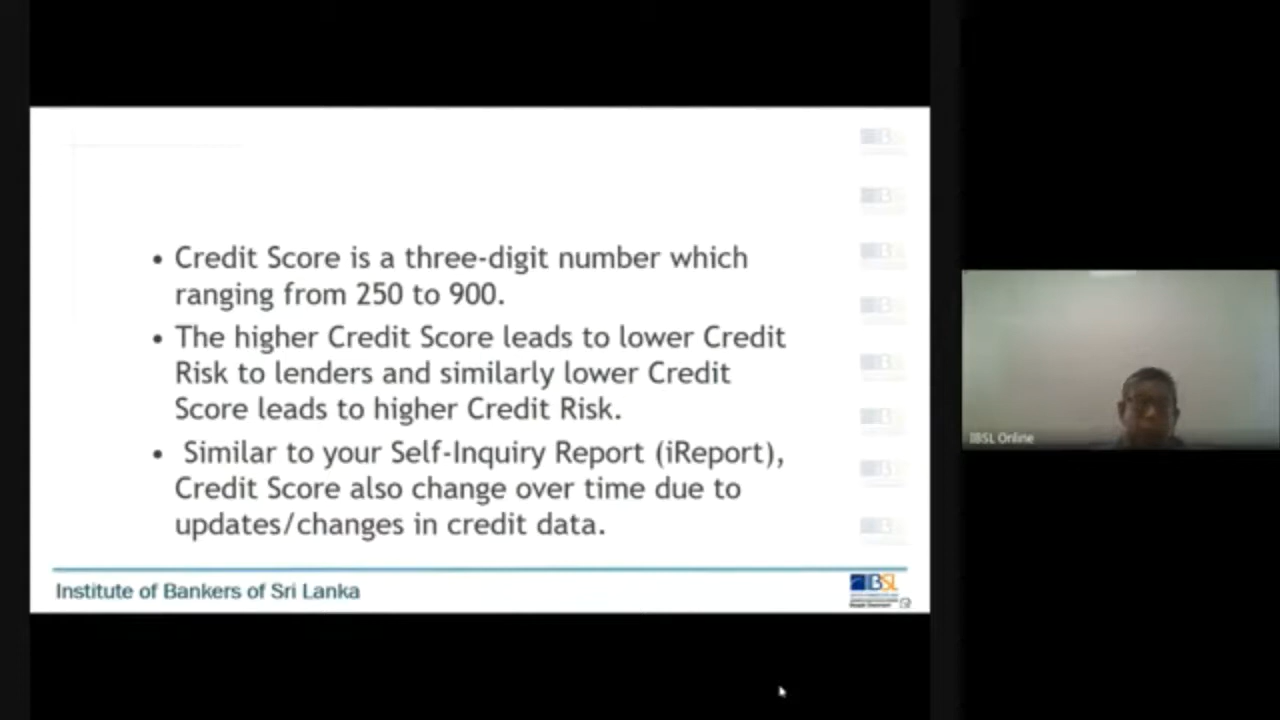 • Credit Score is a three-digit number which
ranging from 250 to 900.
• The higher Credit Score leads to lower Credit
Risk to lenders and similarly lower Credit
Score leads to higher Credit Risk.
• Similar to your Self-Inquiry Report (iReport),
Credit Score also change over time due to
updates/changes in credit data.
Institute of Bankers of Sri Lanka
IBSL
IBSL Online